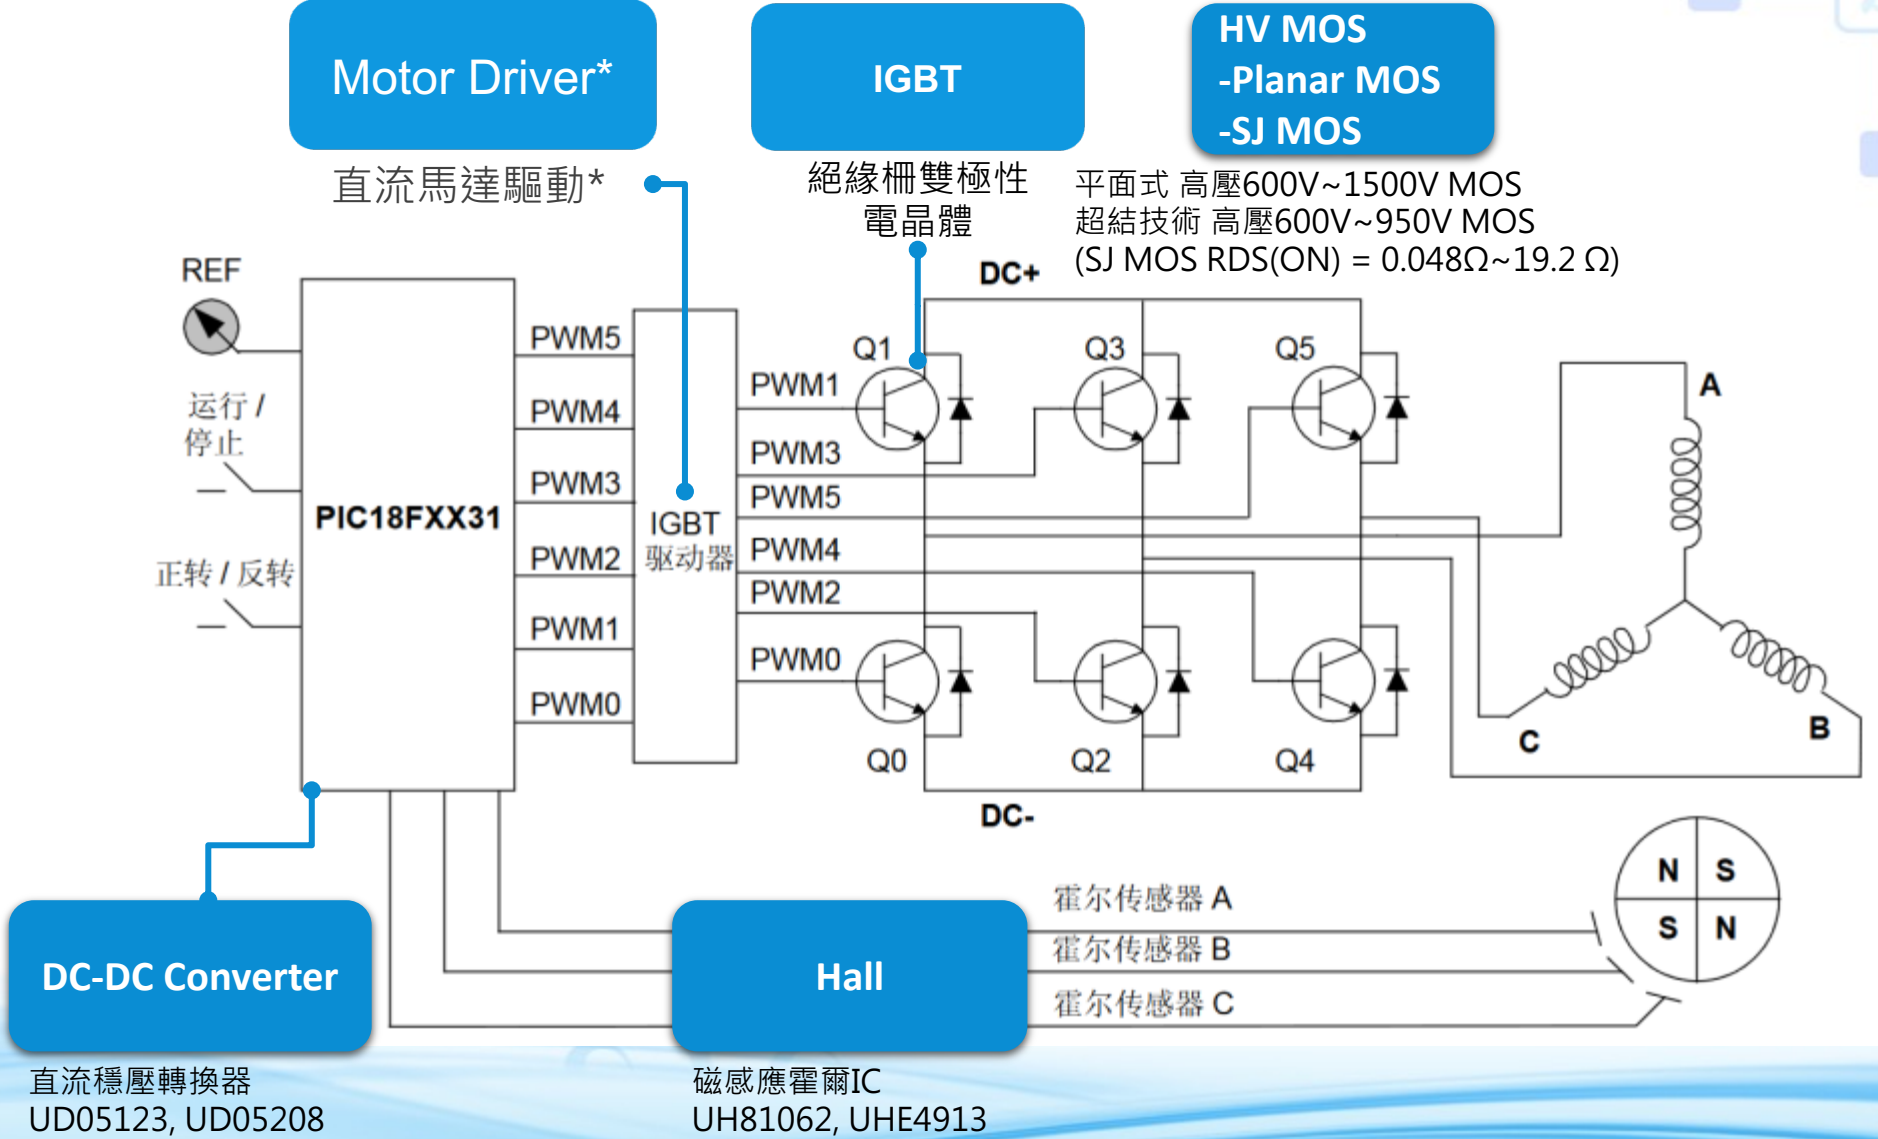 Motor Driver*
IGBT
HV MOS
-Planar MOS
-SJ MOS
直流馬達驅動*
絕緣柵雙極性
電晶體
平面式 高壓600V~1500V MOS
超結技術 高壓600V~950V MOS
(SJ MOS RDS(ON) = 0.048Ω~19.2 Ω)
REF
DC+
运行 /
停止
正转 / 反转
PIC18FXX31
PWM5
PWM4
PWM3
PWM2
PWM1
PWM0
IGBT
驱动器
PWM1
PWM3
PWM5
PWM4
PWM2
PWM0
Q1
Q3
Q5
Q0
Q2
Q4
DC-
A
B
C
N S
S N
霍尔传感器 A
霍尔传感器 B
霍尔传感器 C
DC-DC Converter
Hall
直流穩壓轉換器
UD05123, UD05208
磁感應霍爾IC
UH81062, UHE4913